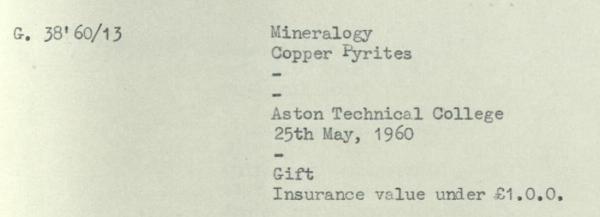 G. 38'60/13
Mineralogy
Copper Pyrites
-
-
Aston Technical College
25th May, 1960
-
Gift
Insurance value under £1.0.0.